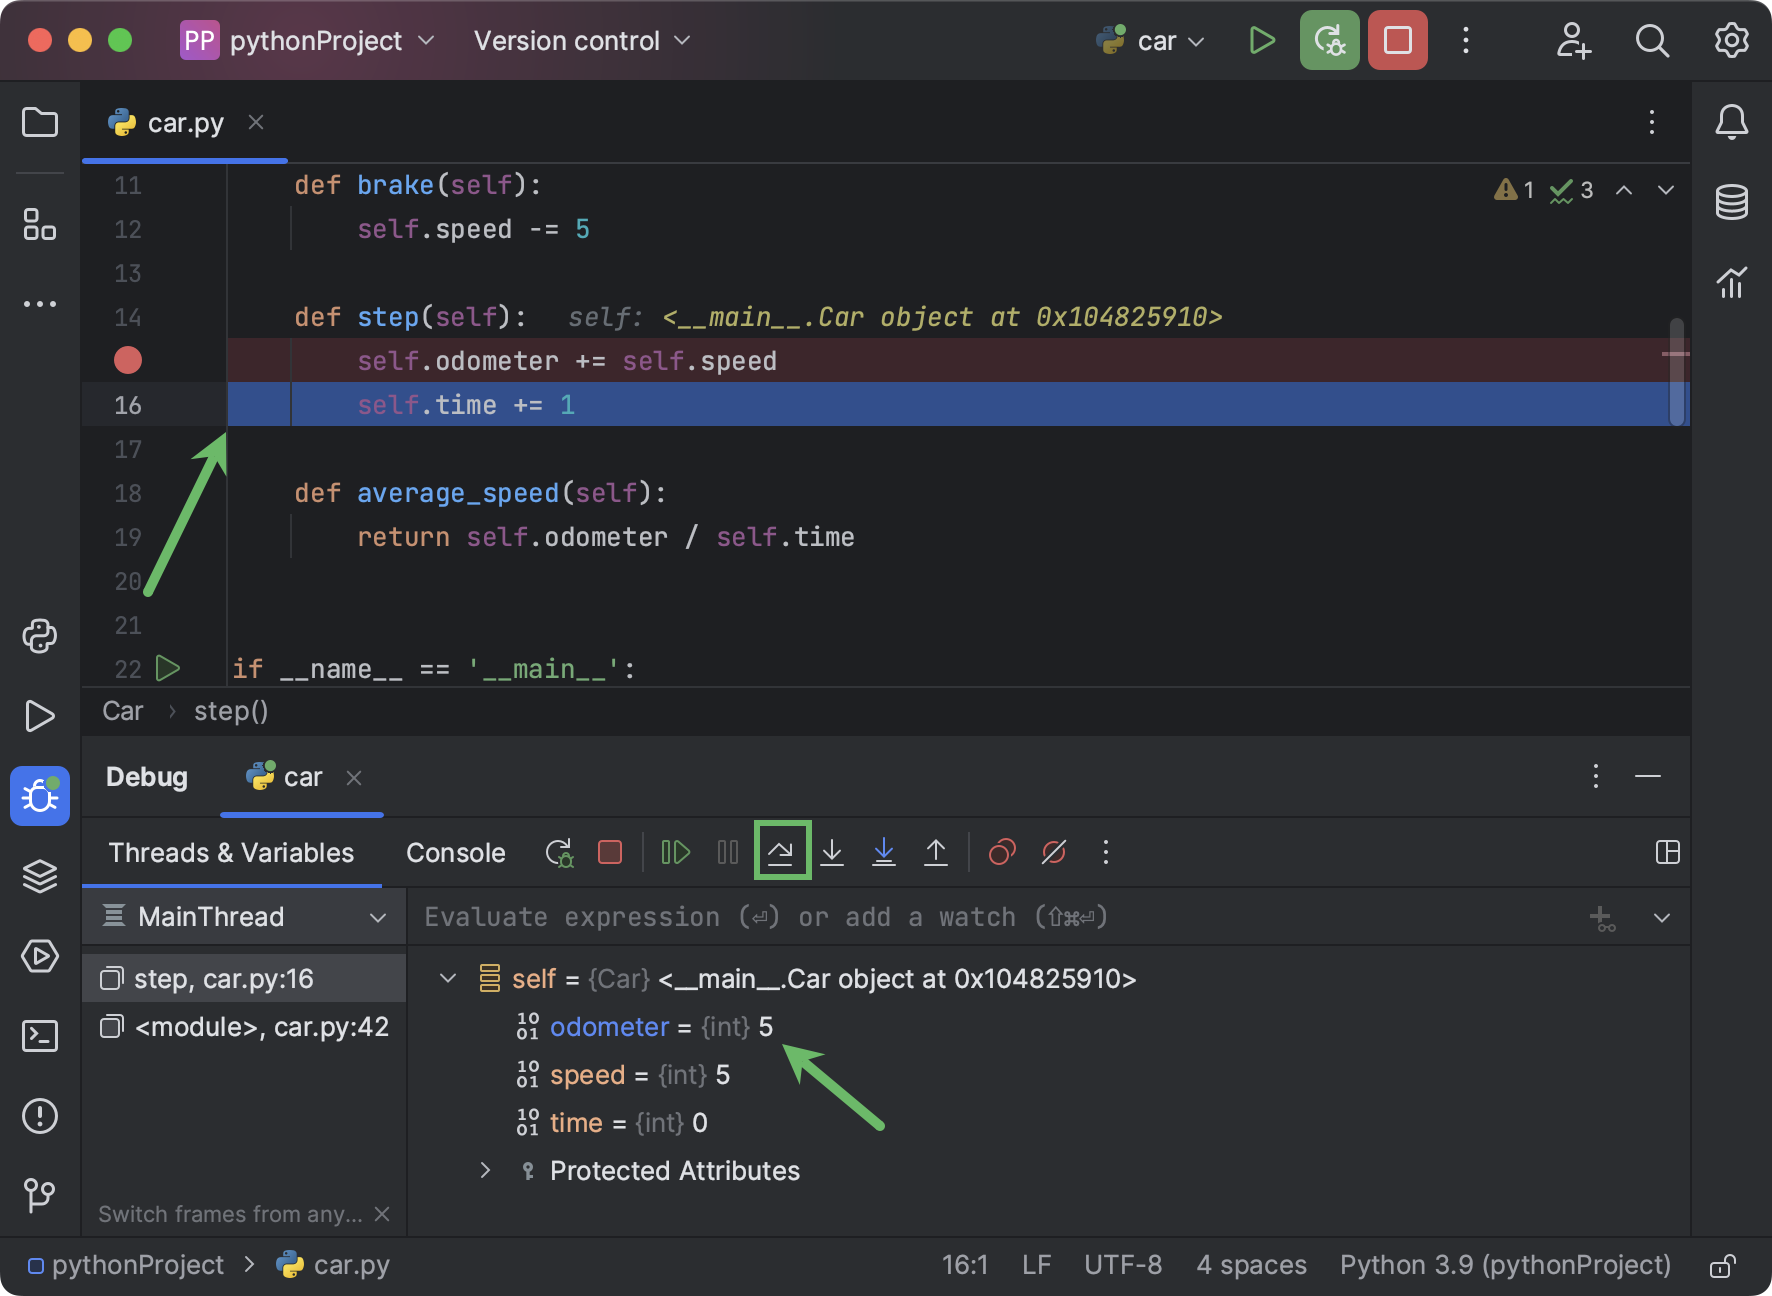 PP pythonProject Version control car
car.py
11 def brake(self):
12 self.speed -= 5
1 3
13
14 def step(self): self: <__main__.Car object at 0x104825910>
self.odometer += self.speed
16 self.time += 1
17
18 def average_speed(self):
19 return self.odometer / self.time
20
21
22 if __name__ == '__main__':
Car › step()
Debug car
Threads & Variables Console
MainThread Evaluate expression (⏎) or add a watch (⇧⌘⏎)
step, car.py:16
<module>, car.py:42
self = {Car} <__main__.Car object at 0x104825910>
odometer = {int} 5
speed = {int} 5
time = {int} 0
Protected Attributes
Switch frames from any...
pythonProject > car.py 16:1 LF UTF-8 4 spaces Python 3.9 (pythonProject)